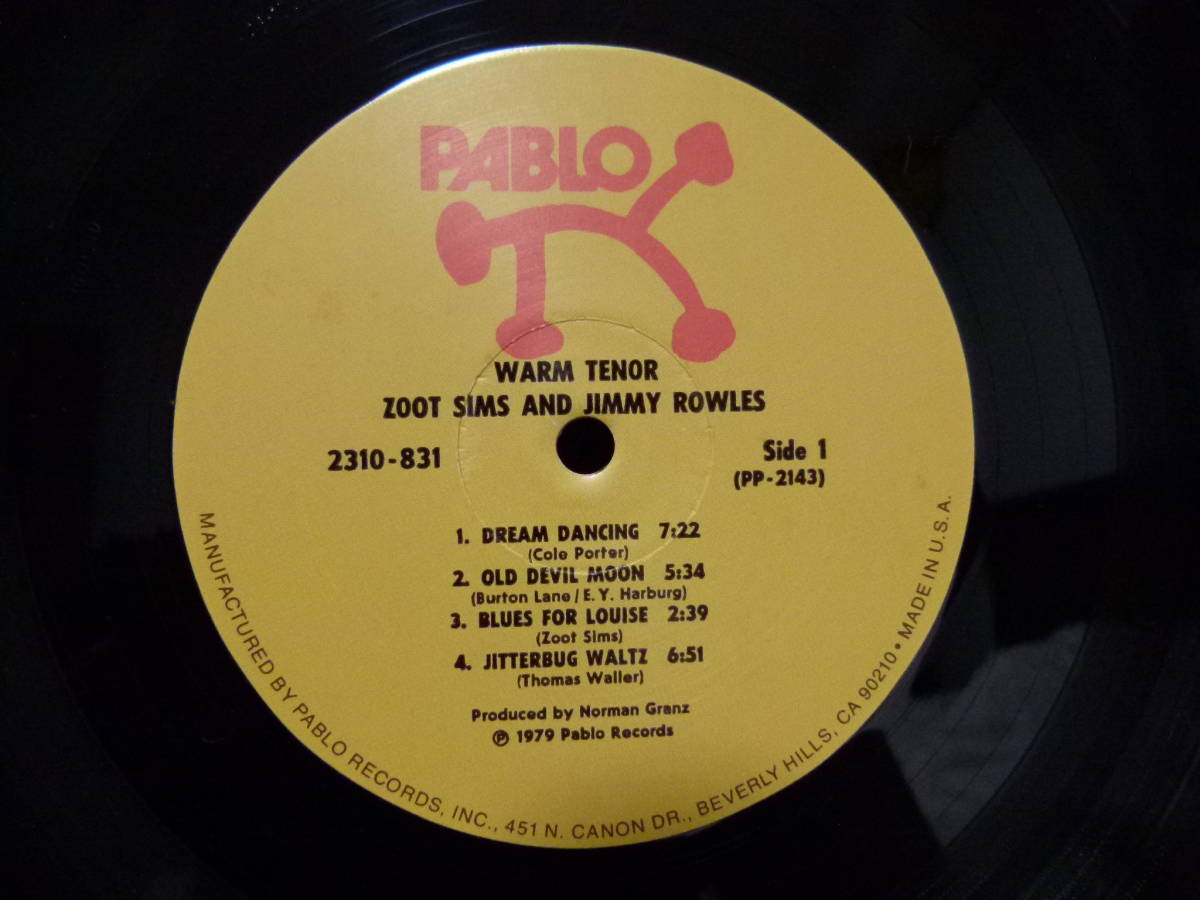 PABLO
WARM TENOR
ZOOT SIMS AND JIMMY ROWLES
2310-831
Side 1
(PP-2143)
1. DREAM DANCING 7:22
(Cole Porter)
2. OLD DEVIL MOON 5:34
(Burton Lane/E. Y. Harburg)
3. BLUES FOR LOUISE 2:39
(Zoot Sims)
4. JITTERBUG WALTZ 6:51
(Thomas Waller)
Produced by Norman Granz
℗ 1979 Pablo Records
MANUFACTURED BY PABLO RECORDS, INC., 451 N. CANON DR., BEVERLY HILLS, CA 90210 • MADE IN U.S.A.